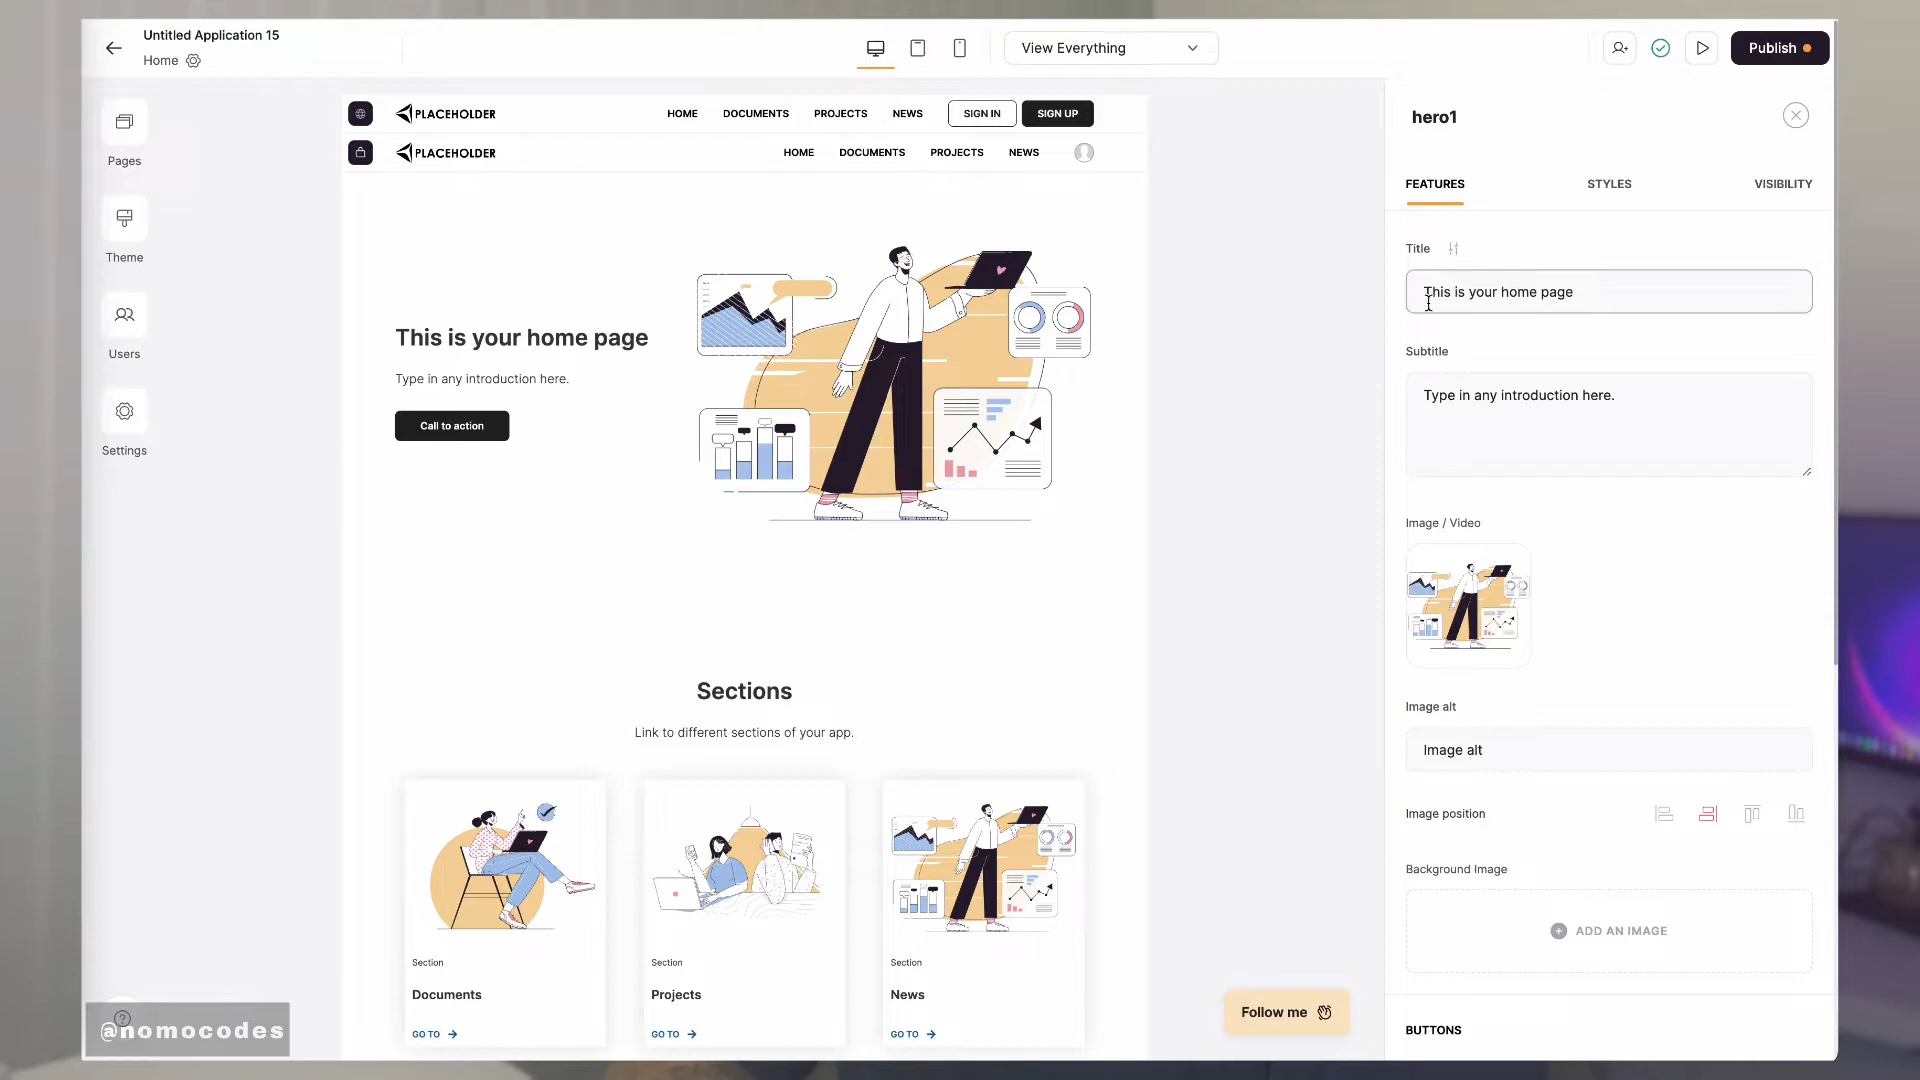 Untitled Application 15
Home
View Everything
Publish
Pages
Theme
Users
Settings
PLACEHOLDER
HOME DOCUMENTS PROJECTS NEWS SIGN IN SIGN UP
PLACEHOLDER
HOME DOCUMENTS PROJECTS NEWS
This is your home page
Type in any introduction here.
Call to action
Sections
Link to different sections of your app.
Section
Documents
GO TO
Section
Projects
GO TO
Section
News
GO TO
Follow me
@nomocodes
hero1
FEATURES STYLES VISIBILITY
Title
This is your home page
Subtitle
Type in any introduction here.
Image / Video
Image alt
Image alt
Image position
Background Image
ADD AN IMAGE
BUTTONS